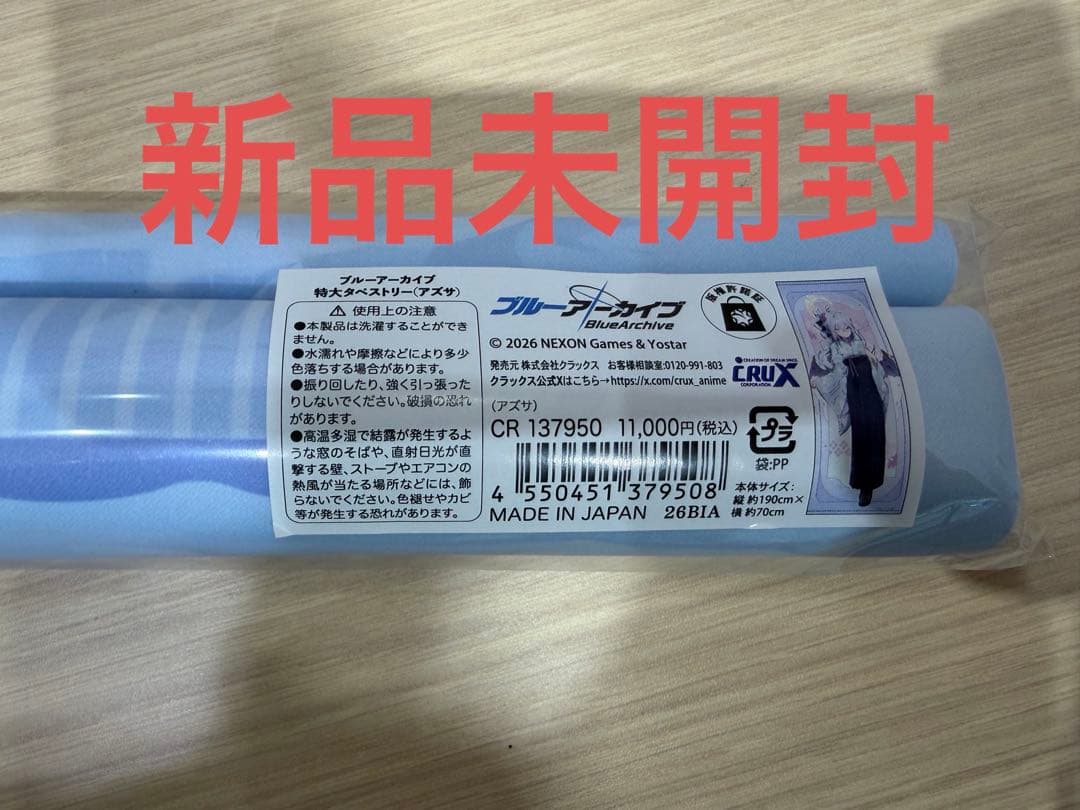 新品未開封
ブルーアーカイブ
特大タペストリー(アズサ)
⚠ 使用上の注意
●本製品は洗濯することができ
ません。
●水濡れや摩擦などにより多少
色落ちする場合があります。
●振り回したり、強く引っ張った
りしないでください。破損の恐れ
があります。
●高温多湿で結露が発生するよ
うな窓のそばや、直射日光が直
撃する壁、ストーブやエアコンの
熱風が当たる場所などには、飾
らないでください。色褪せやカビ
等が発生する恐れがあります。
ブルーアーカイブ
BlueArchive
© 2026 NEXON Games & Yostar
発売元 株式会社クラックス お客様相談室:0120-991-803
クラックス公式Xはこちら→https://x.com/crux_anime
(アズサ)
CR 137950 11,000円(税込)
4 550451 379508
MADE IN JAPAN 26BIA
版権許諾証
CREATION OF DREAM SPACE
CRUX
CORPORATION
プラ
袋:PP
本体サイズ:
縦 約190cm×
横 約70cm